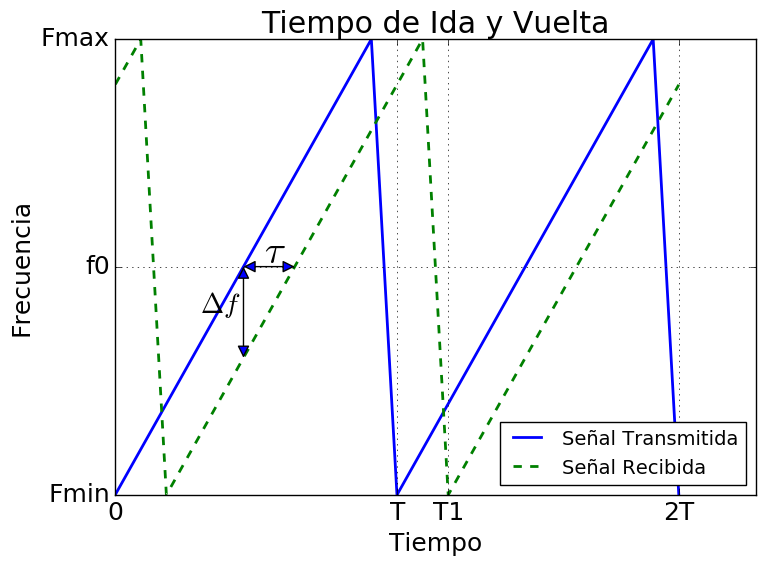 Tiempo de Ida y Vuelta
Fmax
f0
Fmin
Frecuencia
τ
Δf
Señal Transmitida
Señal Recibida
0 T T1 2T
Tiempo